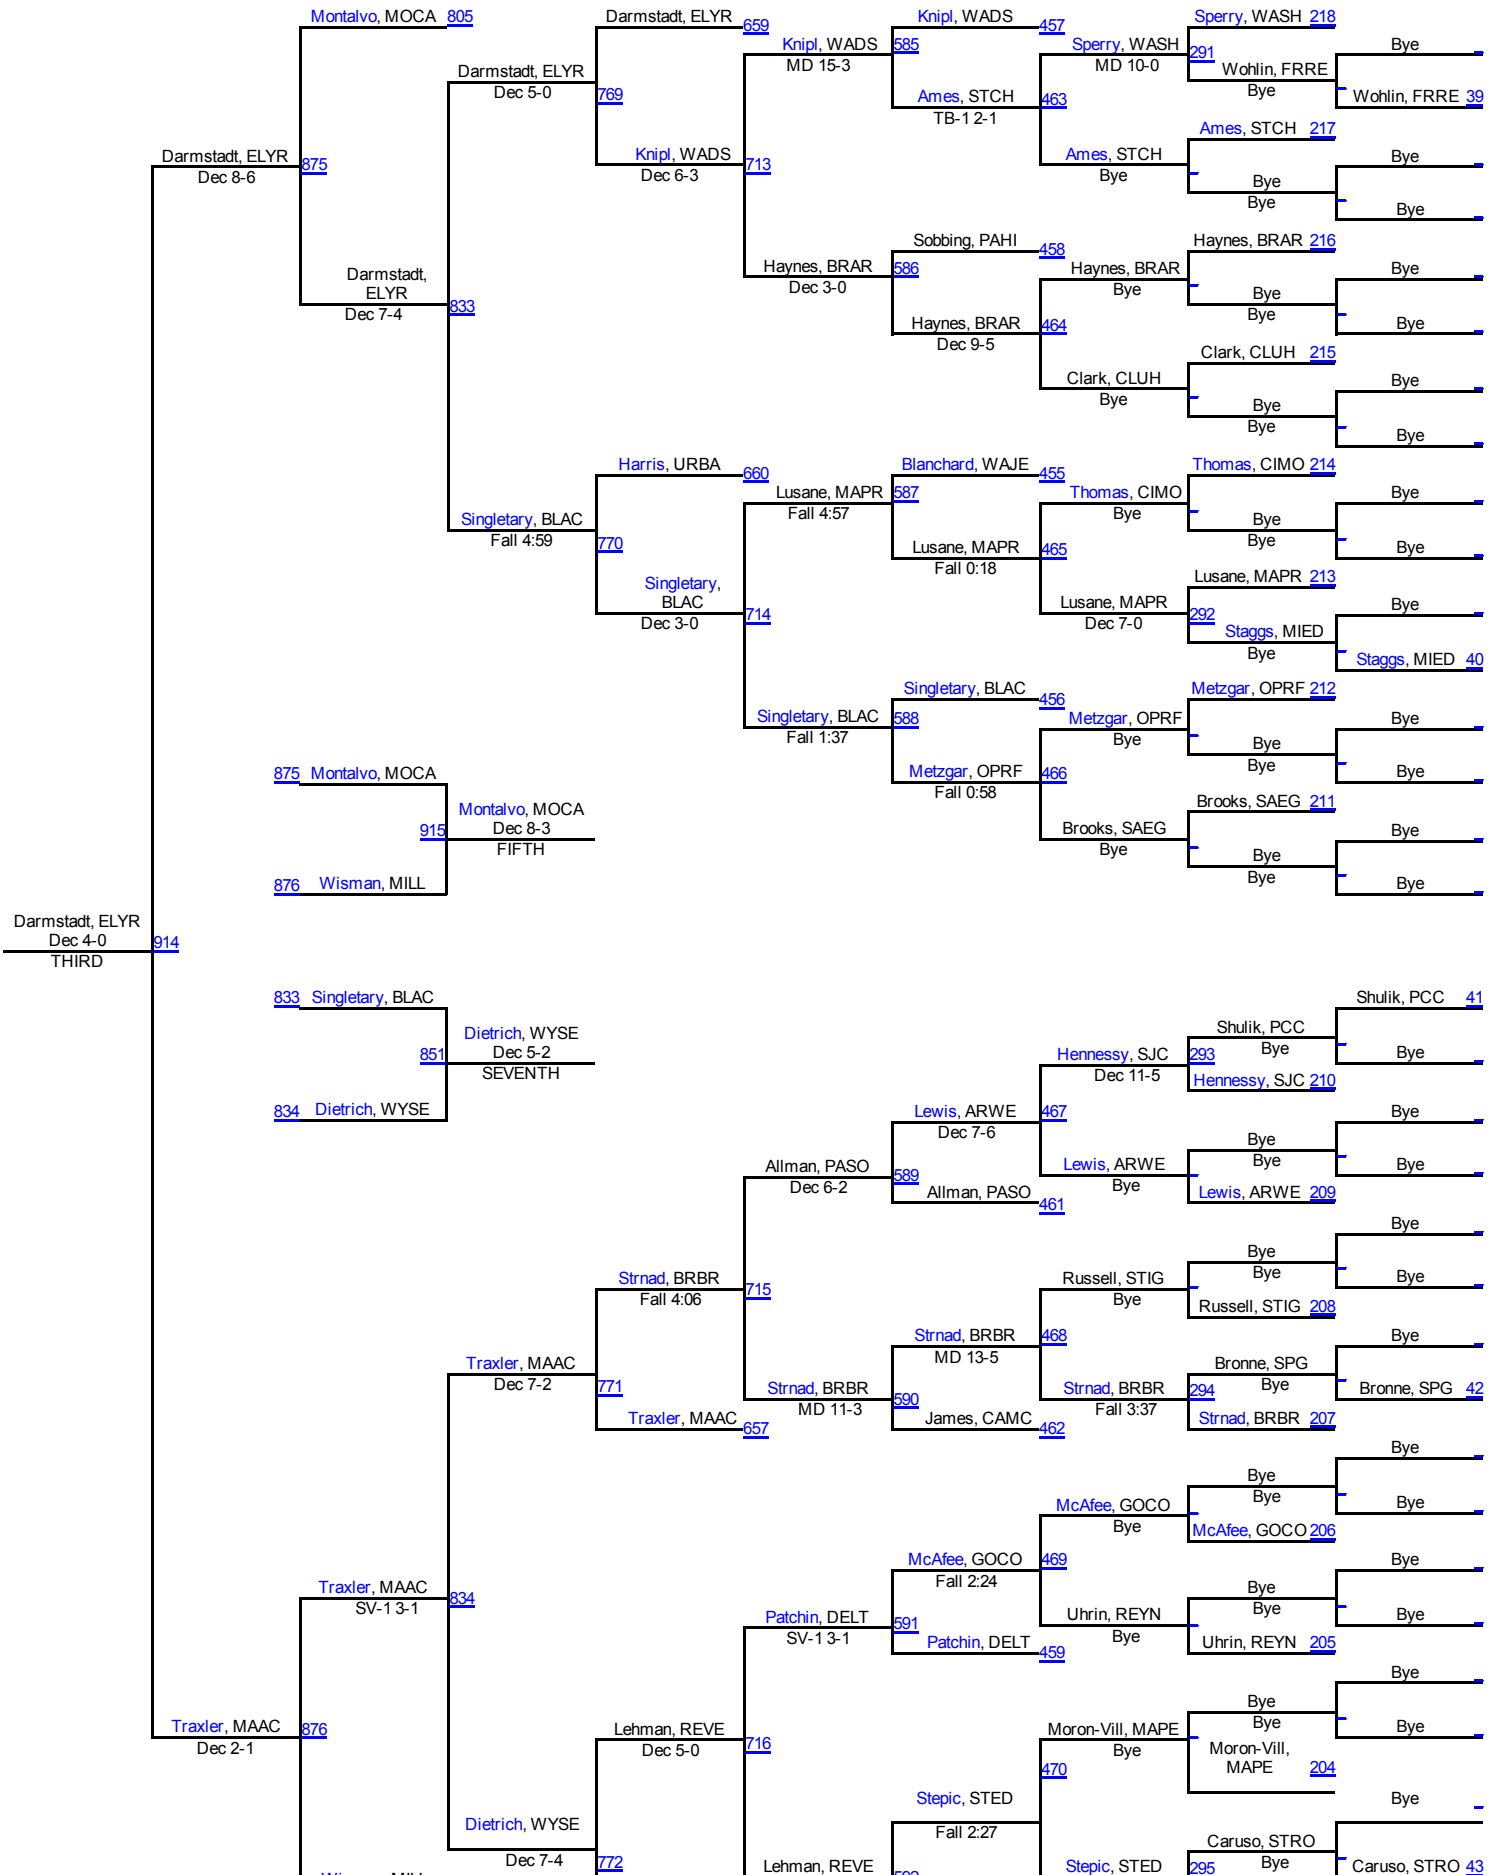 Montalvo, MOCA 805
Darmstadt, ELYR
659
Knipl, WADS
457
Sperry, WASH 218
Knipl, WADS
585
MD 15-3
Sperry, WASH
291
MD 10-0
Bye
Wohlin, FRRE
Bye
Darmstadt, ELYR
Dec 5-0
769
Ames, STCH
463
TB-1 2-1
Wohlin, FRRE 39
Ames, STCH 217
Darmstadt, ELYR
875
Dec 8-6
Knipl, WADS
713
Dec 6-3
Ames, STCH
Bye
Bye
Bye
Bye
Bye
Sobbing, PAHI
458
Haynes, BRAR 216
Darmstadt,
ELYR
833
Dec 7-4
Haynes, BRAR
586
Dec 3-0
Haynes, BRAR
Bye
Bye
Bye
Bye
Haynes, BRAR
464
Dec 9-5
Bye
Clark, CLUH 215
Clark, CLUH
Bye
Bye
Bye
Bye
Bye
Harris, URBA
660
Blanchard, WAJE
455
Thomas, CIMO 214
Lusane, MAPR
587
Fall 4:57
Thomas, CIMO
Bye
Bye
Singletary, BLAC
Fall 4:59
770
Bye
Bye
Lusane, MAPR
465
Fall 0:18
Bye
Singletary,
BLAC
714
Dec 3-0
Lusane, MAPR 213
Lusane, MAPR
292
Dec 7-0
Bye
Staggs, MIED
Bye
Staggs, MIED 40
Singletary, BLAC
456
Metzgar, OPRF 212
Singletary, BLAC
588
Fall 1:37
Metzgar, OPRF
Bye
Bye
Bye
Bye
875 Montalvo, MOCA
Metzgar, OPRF
466
Fall 0:58
Bye
Montalvo, MOCA
915
Dec 8-3
FIFTH
Brooks, SAEG 211
Brooks, SAEG
Bye
Bye
Bye
Bye
876 Wisman, MILL
Bye
Darmstadt, ELYR
Dec 4-0
914
THIRD
833 Singletary, BLAC
Shulik, PCC 41
Dietrich, WYSE
851
Dec 5-2
SEVENTH
Shulik, PCC
Bye
Hennessy, SJC
293
Dec 11-5
Bye
Hennessy, SJC 210
834 Dietrich, WYSE
Lewis, ARWE
467
Dec 7-6
Bye
Bye
Bye
Allman, PASO
589
Dec 6-2
Lewis, ARWE
Bye
Bye
Allman, PASO
461
Lewis, ARWE 209
Bye
Bye
Bye
Strnad, BRBR
715
Fall 4:06
Russell, STIG
Bye
Bye
Russell, STIG 208
Strnad, BRBR
468
MD 13-5
Bye
Traxler, MAAC
Dec 7-2
771
Bronne, SPG
Bye
Strnad, BRBR
590
MD 11-3
Strnad, BRBR
294
Fall 3:37
Bronne, SPG 42
Traxler, MAAC
657
James, CAMC
462
Strnad, BRBR 207
Bye
Bye
Bye
McAfee, GOCO
Bye
Bye
McAfee, GOCO 206
McAfee, GOCO
469
Fall 2:24
Bye
Traxler, MAAC
834
SV-1 3-1
Bye
Bye
Patchin, DELT
591
SV-1 3-1
Uhrin, REYN
Bye
Bye
Patchin, DELT
459
Uhrin, REYN 205
Bye
Bye
Bye
Traxler, MAAC
876
Dec 2-1
Lehman, REVE
716
Dec 5-0
Moron-Vill, MAPE
Bye
Bye
Moron-Vill,
MAPE 204
470
Stepic, STED
Fall 2:27
Bye
Dietrich, WYSE
Dec 7-4
772
Caruso, STRO
Bye
Lehman, REVE
Stepic, STED
295
Caruso, STRO 43